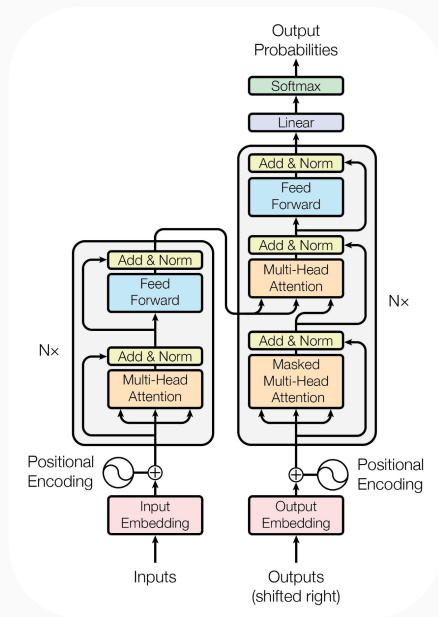 Output
Probabilities
Softmax
Linear
Add & Norm
Feed
Forward
Add & Norm
Multi-Head
Attention
N×
Add & Norm
Masked
Multi-Head
Attention
Add & Norm
Feed
Forward
N×
Add & Norm
Multi-Head
Attention
Positional
Encoding
Positional
Encoding
Input
Embedding
Output
Embedding
Inputs
Outputs
(shifted right)